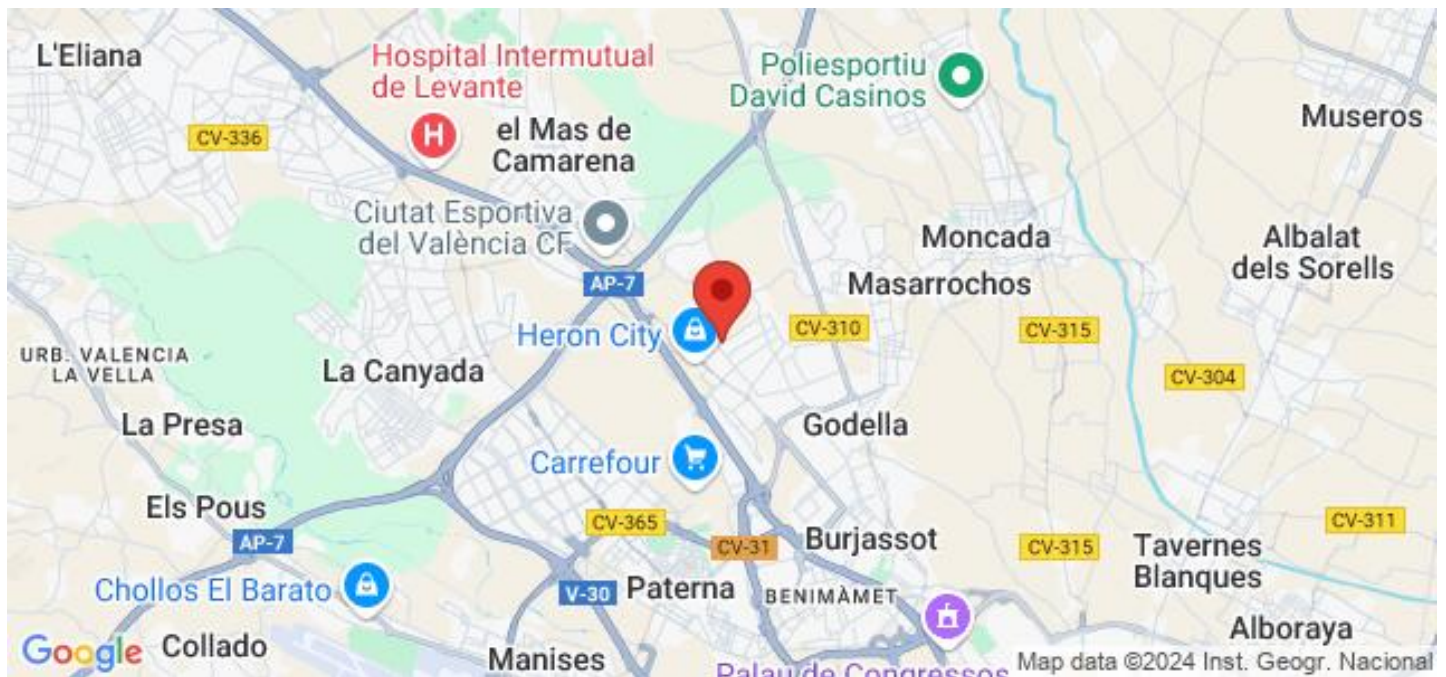 L'Eliana
Hospital Intermutual
de Levante
Poliesportiu
David Casinos
Museros
CV-336
H
el Mas de
Camarena
Ciutat Esportiva
del València CF
Moncada
Albalat
dels Sorells
AP-7
Masarrochos
Heron City
CV-310
CV-315
URB. VALENCIA
LA VELLA
La Canyada
CV-304
La Presa
Godella
Carrefour
Els Pous
CV-365
CV-311
AP-7
CV-31
Burjassot
CV-315
Tavernes
Blanques
Chollos El Barato
V-30
Paterna
BENIMÀMET
Alboraya
Google
Collado
Manises
Palau de Congressos
Map data ©2024 Inst. Geogr. Nacional